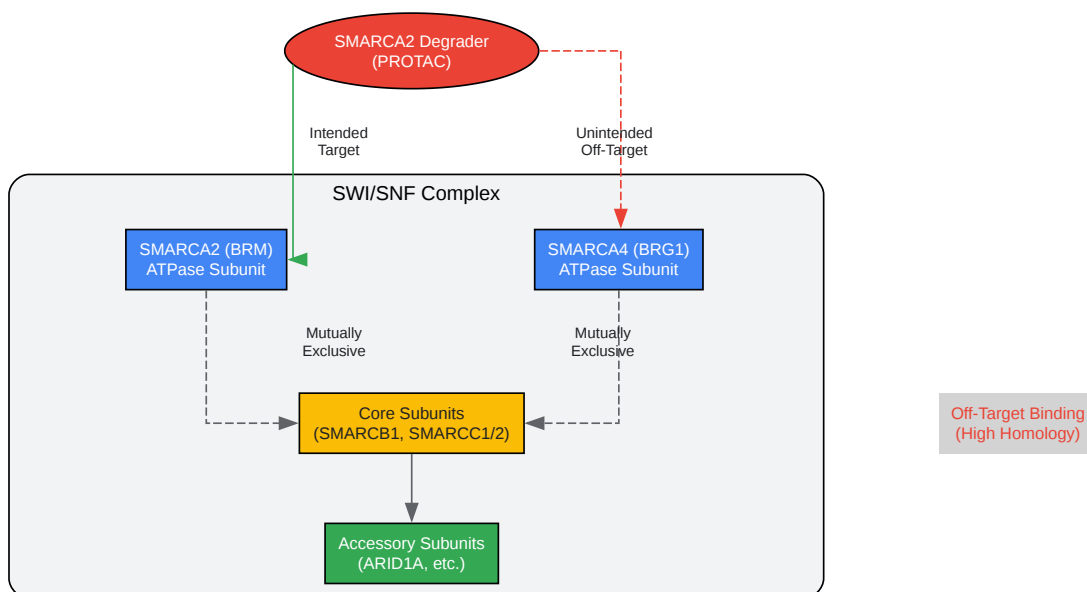 SMARCA2 Degrader
(PROTAC)
Intended
Target
Unintended
Off-Target
SWI/SNF Complex
SMARCA2 (BRM)
ATPase Subunit
SMARCA4 (BRG1)
ATPase Subunit
Mutually
Exclusive
Mutually
Exclusive
Core Subunits
(SMARCB1, SMARCC1/2)
Off-Target Binding
(High Homology)
Accessory Subunits
(ARID1A, etc.)